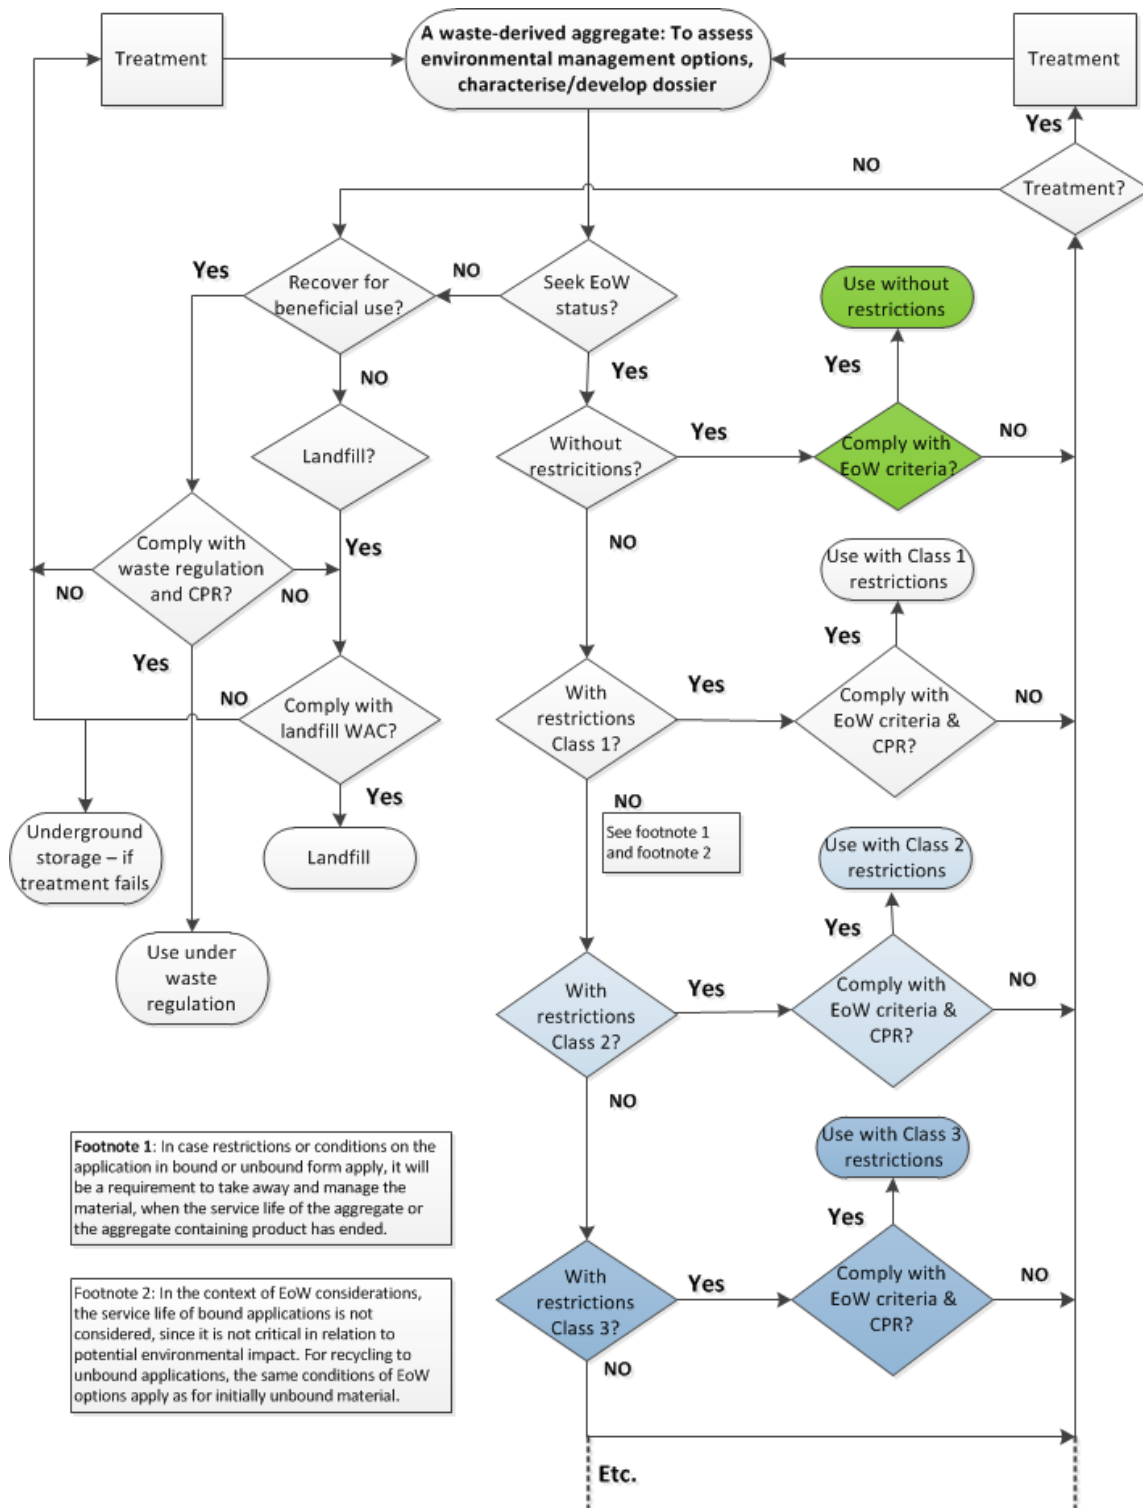 Treatment
A waste-derived aggregate: To assess
environmental management options,
characterise/develop dossier
Treatment
Yes
NO
Treatment?
Yes
Recover for
beneficial use?
NO
Seek EoW
status?
Use without
restrictions
Yes
NO
Yes
Landfill?
Without
restricitions?
Yes
Comply with
EoW criteria?
NO
Yes
NO
Comply with
waste regulation
and CPR?
NO
NO
Use with Class 1
restrictions
Yes
Yes
NO
Comply with
landfill WAC?
With
restrictions
Class 1?
Yes
Comply with
EoW criteria &
CPR?
NO
Yes
NO
See footnote 1
and footnote 2
Underground
storage – if
treatment fails
Landfill
Use with Class 2
restrictions
Yes
Use under
waste
regulation
With
restrictions
Class 2?
Yes
Comply with
EoW criteria &
CPR?
NO
NO
Use with Class 3
restrictions
Yes
Footnote 1: In case restrictions or conditions on the
application in bound or unbound form apply, it will
be a requirement to take away and manage the
material, when the service life of the aggregate or
the aggregate containing product has ended.
With
restrictions
Class 3?
Yes
Comply with
EoW criteria &
CPR?
NO
Footnote 2: In the context of EoW considerations,
the service life of bound applications is not
considered, since it is not critical in relation to
potential environmental impact. For recycling to
unbound applications, the same conditions of EoW
options apply as for initially unbound material.
NO
Etc.